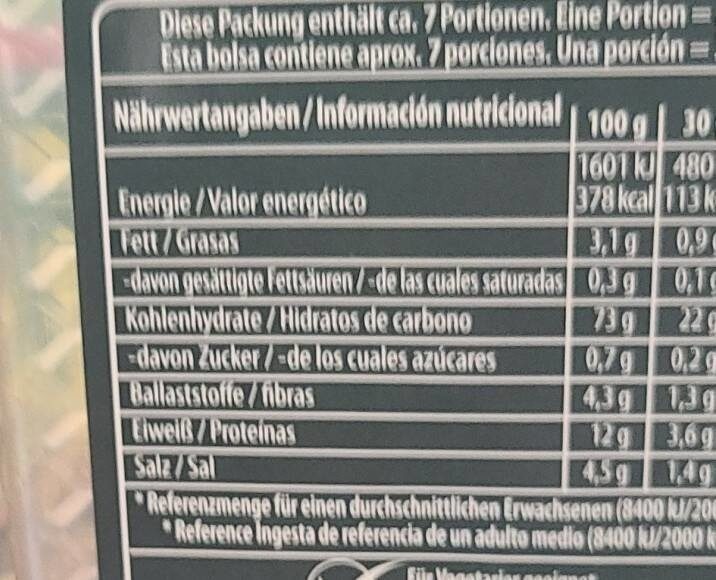 Diese Packung enthält ca. 7 Portionen. Eine Portion =
Esta bolsa contiene aprox. 7 porciones. Una porción =
Nährwertangaben / Información nutricional 100 g 30
1601 kJ 480
Energie / Valor energético 378 kcal 113 k
Fett / Grasas 3,1 g 0,9
-davon gesättigte Fettsäuren / -de las cuales saturadas 0,3 g 0,1
Kohlenhydrate / Hidratos de carbono 73 g 22 g
-davon Zucker / -de los cuales azúcares 0,7 g 0,2 g
Ballaststoffe / fibras 4,3 g 1,3 g
Eiweiß / Proteínas 12 g 3,6 g
Salz / Sal 4,5 g 1,4 g
* Referenzmenge für einen durchschnittlichen Erwachsenen (8400 kJ/200
* Reference Ingesta de referencia de un adulto medio (8400 kJ/2000 k
Für Vegetarier